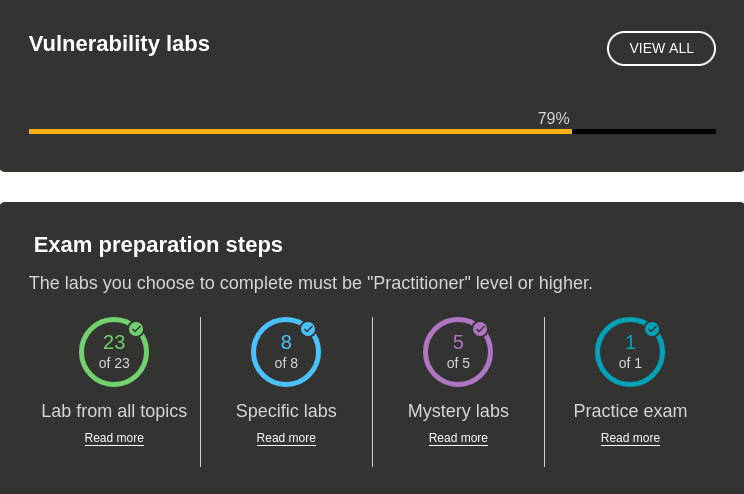 Vulnerability labs
VIEW ALL
79%
Exam preparation steps
The labs you choose to complete must be "Practitioner" level or higher.
23
of 23
Lab from all topics
Read more
8
of 8
Specific labs
Read more
5
of 5
Mystery labs
Read more
1
of 1
Practice exam
Read more